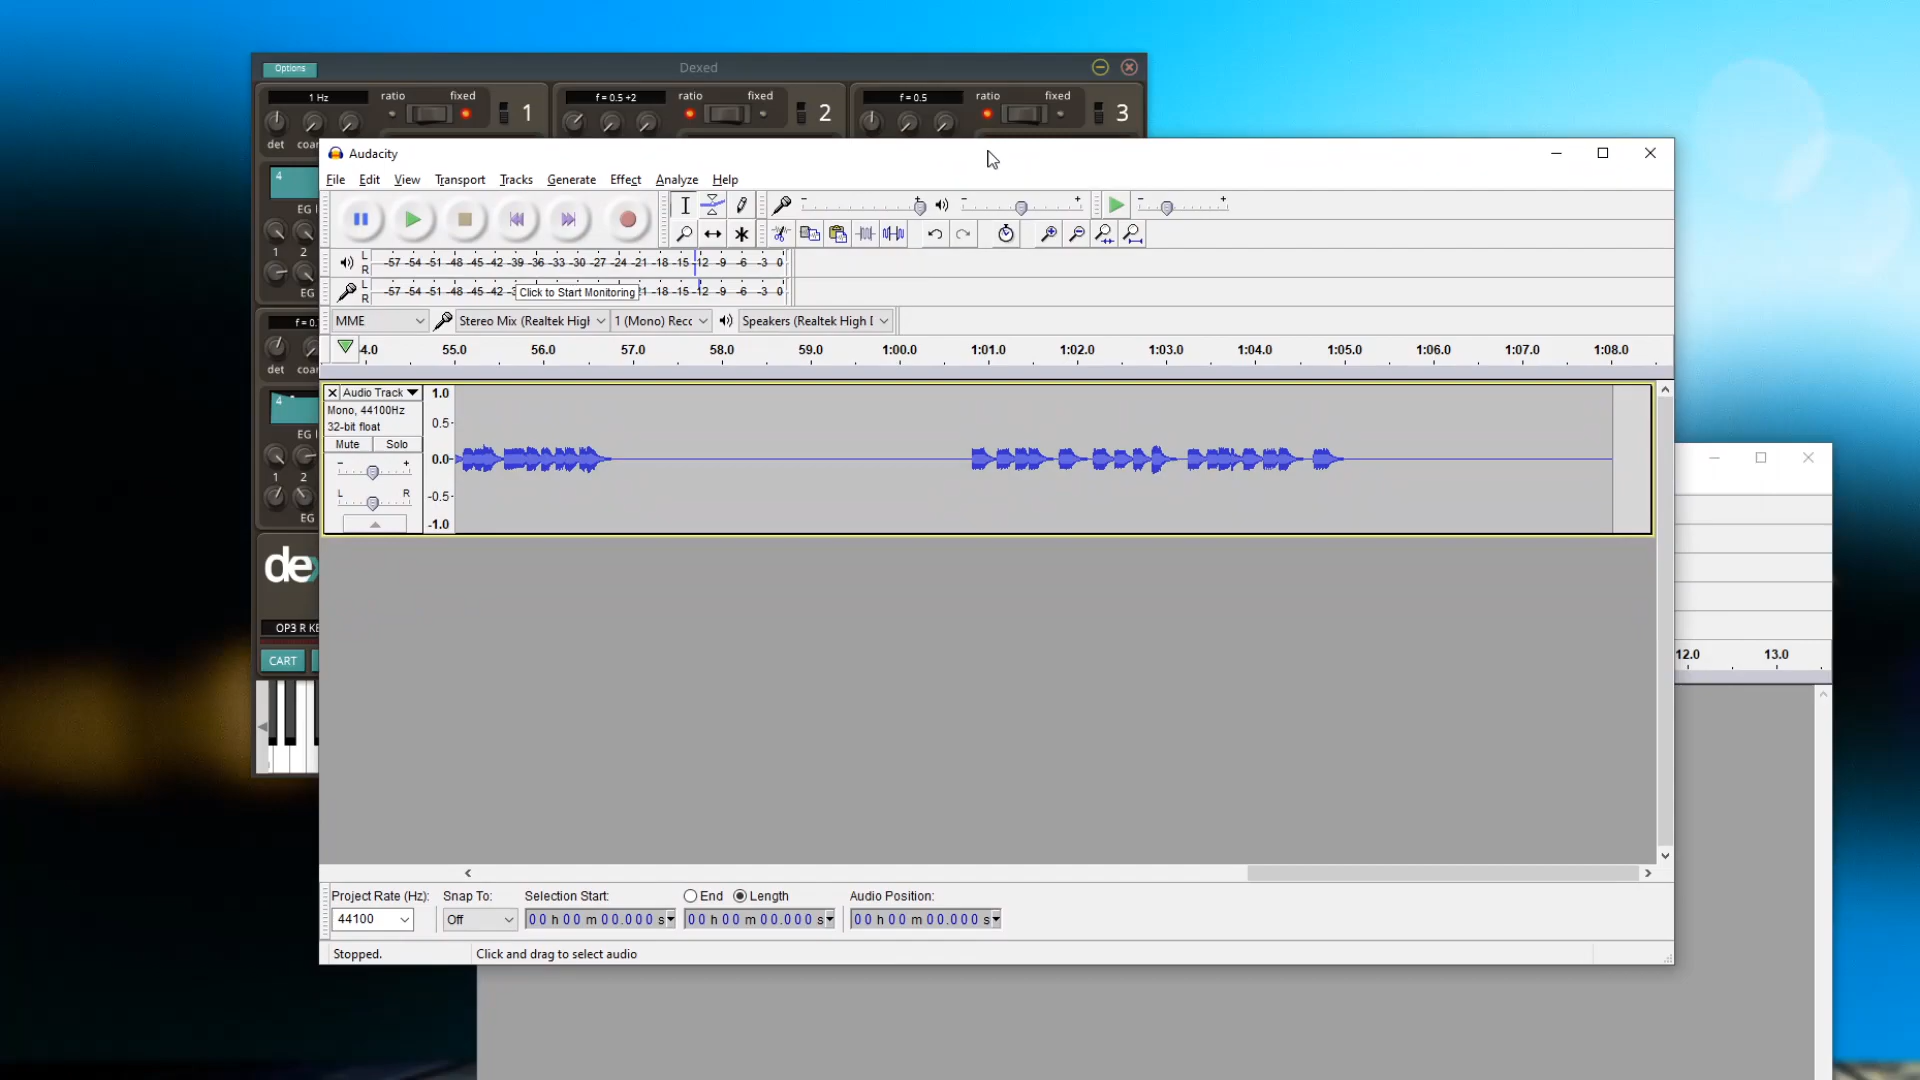 Options
Dexed
1 Hz
ratio
fixed
1
f = 0.5 +2
ratio
fixed
2
f = 0.5
ratio
fixed
3
det
4
EG
1
2
EG
det
4
EG
1
2
EG
CART
Audacity
File Edit View Transport Tracks Generate Effect Analyze Help
L
R
-57 -54 -51 -48 -45 -42 -39 -36 -33 -30 -27 -24 -21 -18 -15 -12 -9 -6 -3 0
L
R
-57 -54 -51 -48 -45 -42
Click to Start Monitoring
-18 -15 -12 -9 -6 -3 0
MME
Stereo Mix (Realtek High
1 (Mono) Recc
Speakers (Realtek High
55.0 56.0 57.0 58.0 59.0 1:00.0 1:01.0 1:02.0 1:03.0 1:04.0 1:05.0 1:06.0 1:07.0 1:08.0
Audio Track
Mono, 44100Hz
32-bit float
Mute Solo
- +
L R
1.0
0.5
0.0
-0.5
-1.0
12.0 13.0
Project Rate (Hz):
44100
Snap To:
Off
Selection Start:
00 h 00 m 00.000 s
End Length
00 h 00 m 00.000 s
Audio Position:
00 h 00 m 00.000 s
Stopped.
Click and drag to select audio